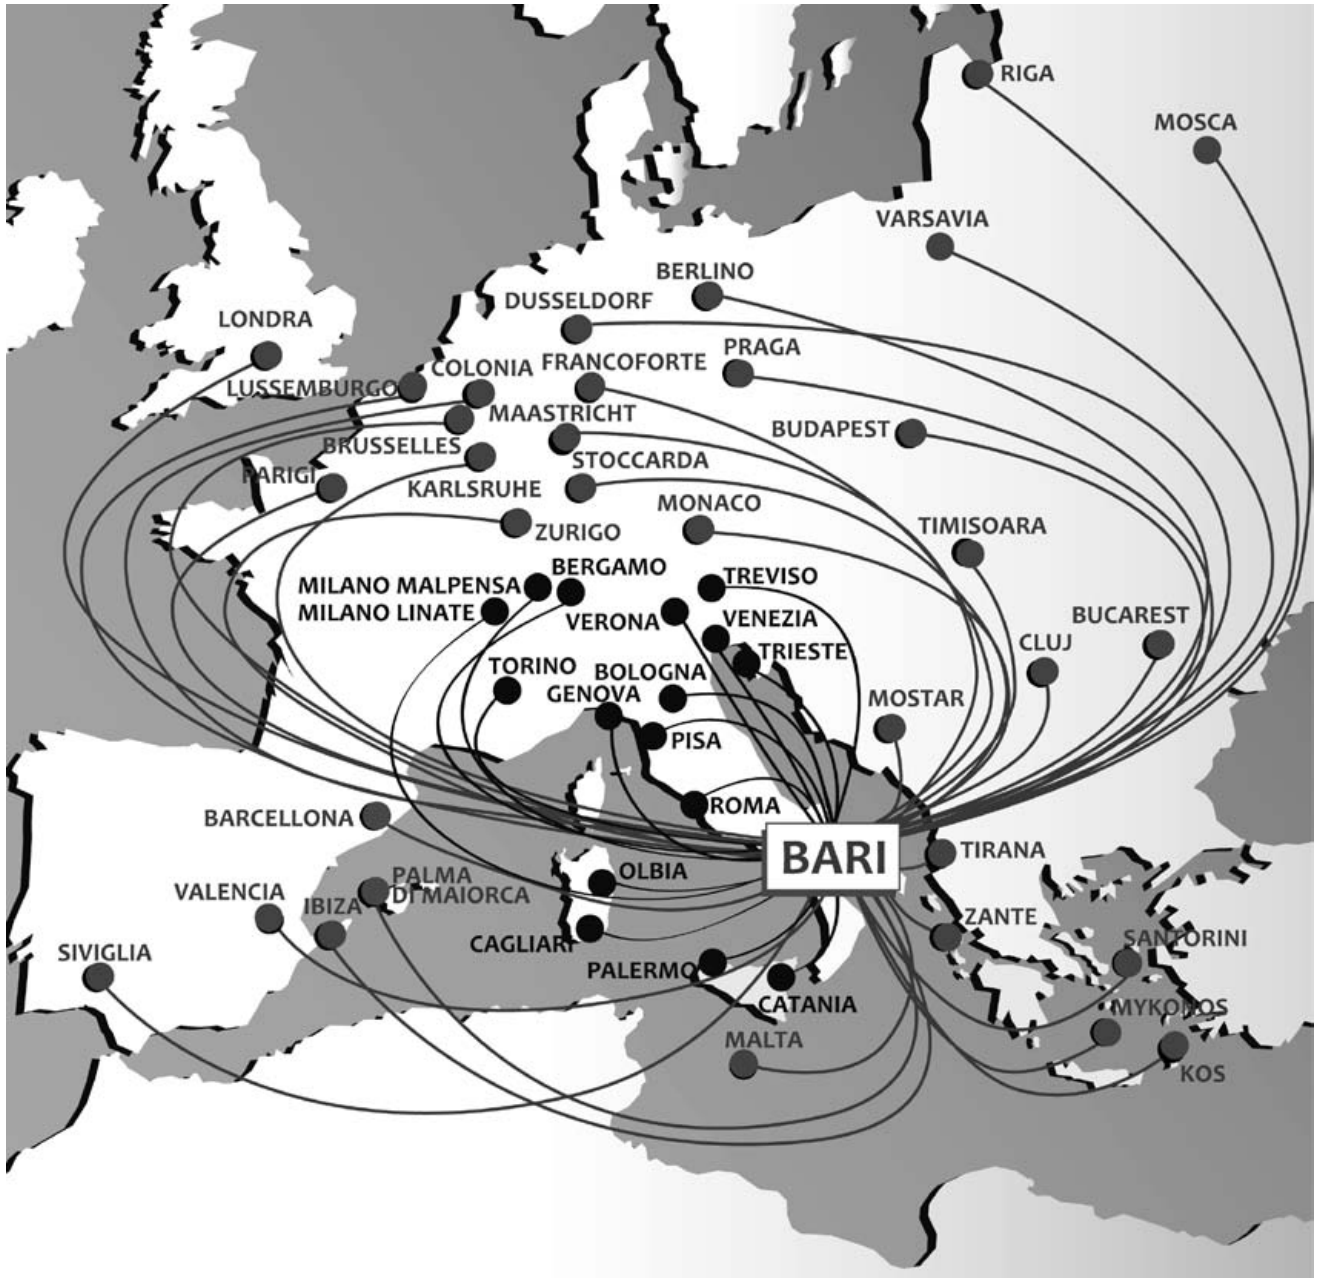 RIGA
MOSCA
VARSAVIA
BERLINO
DUSSELDORF
LONDRA
PRAGA
COLONIA
FRANCOFORTE
LUSSEMBURGO
MAASTRICHT
BUDAPEST
BRUSSELLES
STOCCARDA
PARIGI
KARLSRUHE
MONACO
ZURIGO
TIMISOARA
BERGAMO
TREVISO
MILANO MALPENSA
MILANO LINATE
VERONA
VENEZIA
BUCAREST
CLUJ
TRIESTE
TORINO
BOLOGNA
GENOVA
MOSTAR
PISA
ROMA
BARCELLONA
BARI
TIRANA
OLBIA
PALMA
DI MAIORCA
VALENCIA
IBIZA
ZANTE
CAGLIARI
SANTORINI
SIVIGLIA
PALERMO
CATANIA
MYKONOS
MALTA
KOS